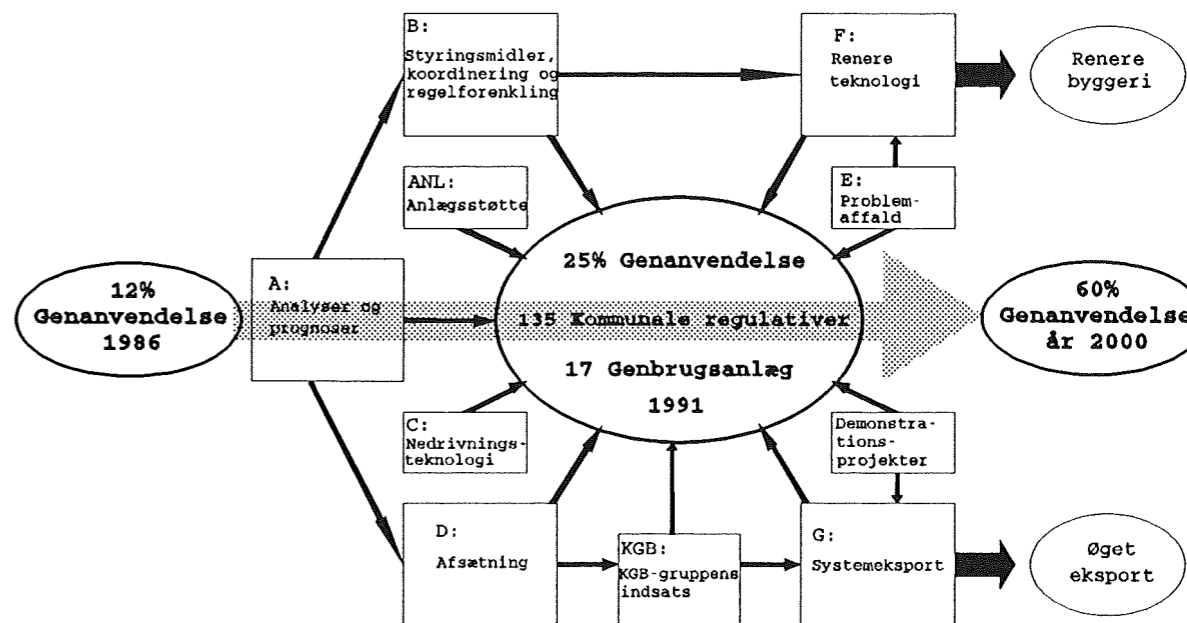 B:
Styringsmidler,
koordinering og
regelforenkling
F:
Renere
teknologi
Renere
byggeri
ANL:
Anlægsstøtte
E:
Problem-
affald
12%
Genanvendelse
1986
A:
Analyser og
prognoser
25% Genanvendelse
135 Kommunale regulativer
17 Genbrugsanlæg
1991
60%
Genanvendelse
år 2000
C:
Nedrivnings-
teknologi
Demonstra-
tions-
projekter
D:
Afsætning
KGB:
KGB-gruppens
indsats
G:
Systemeksport
Øget
eksport